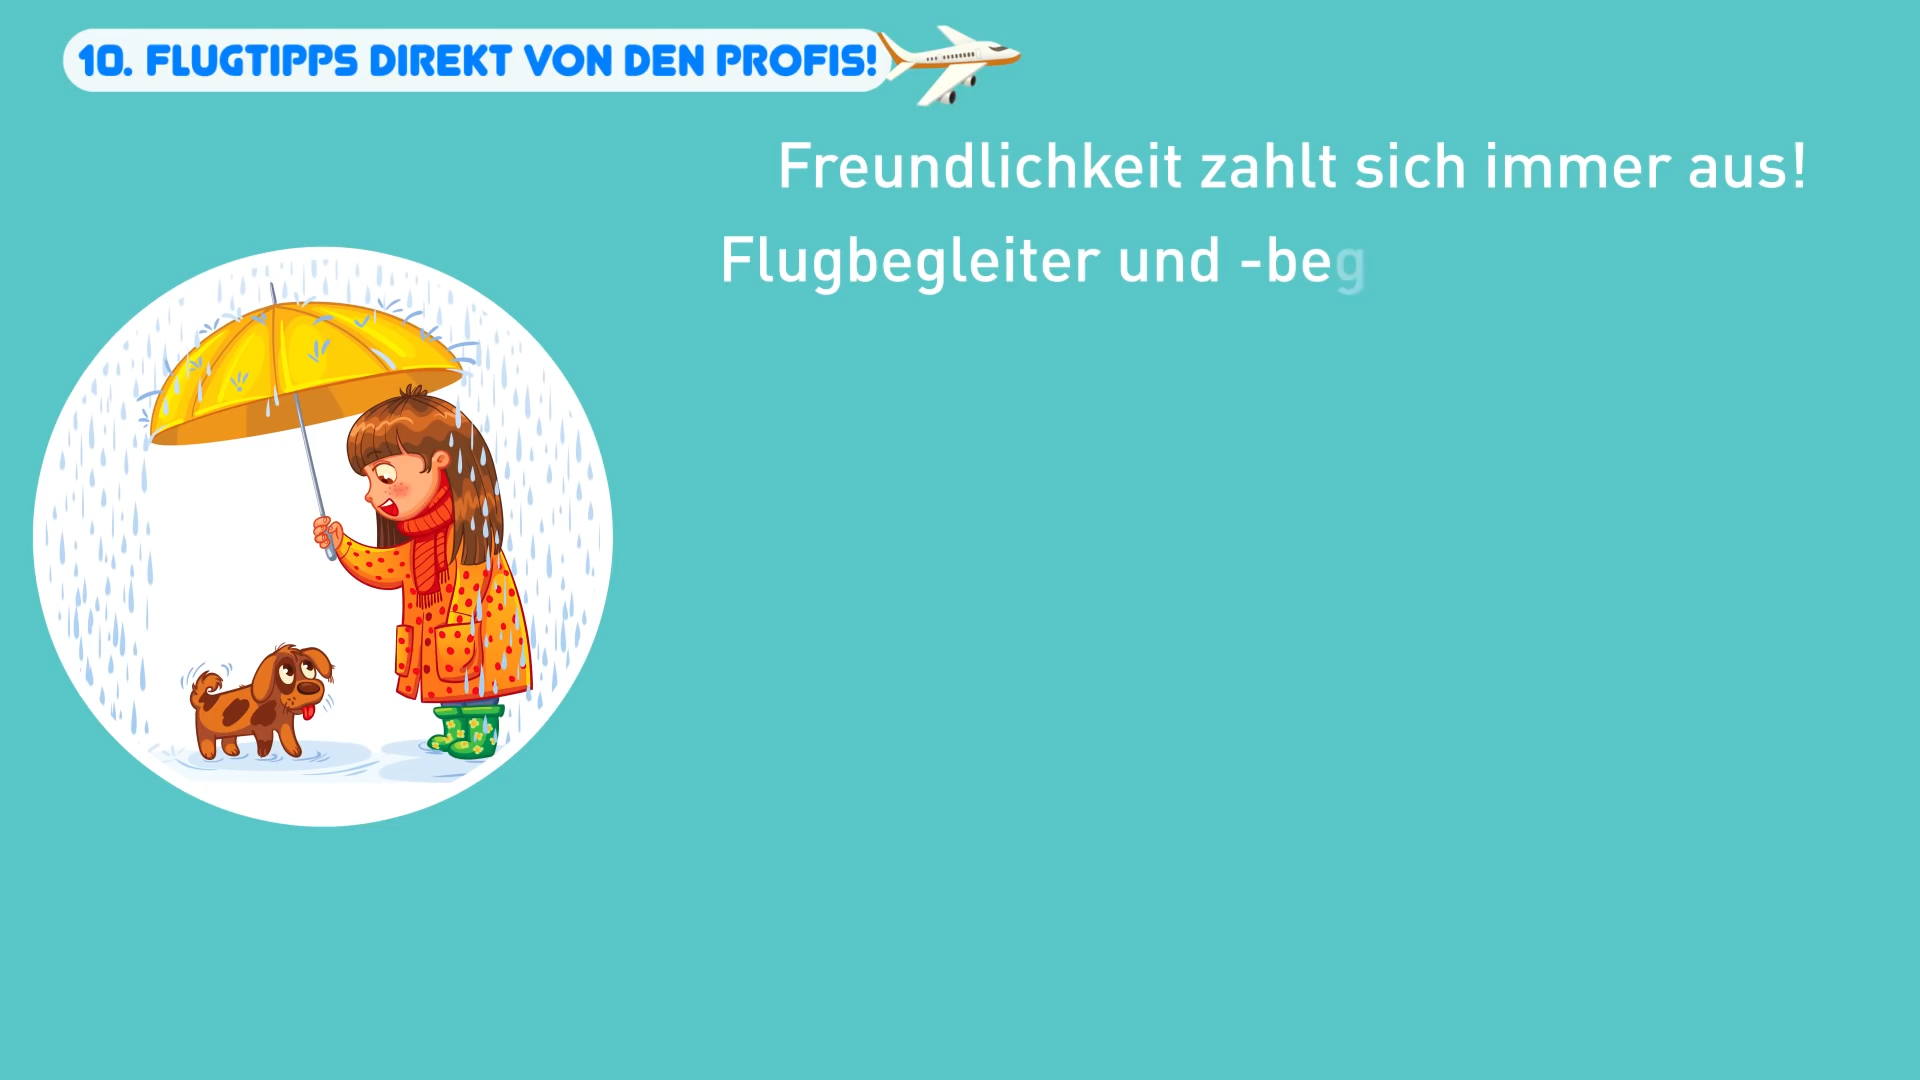 10. FLUGTIPPS DIREKT VON DEN PROFIS!
Freundlichkeit zahlt sich immer aus!
Flugbegleiter und -beg